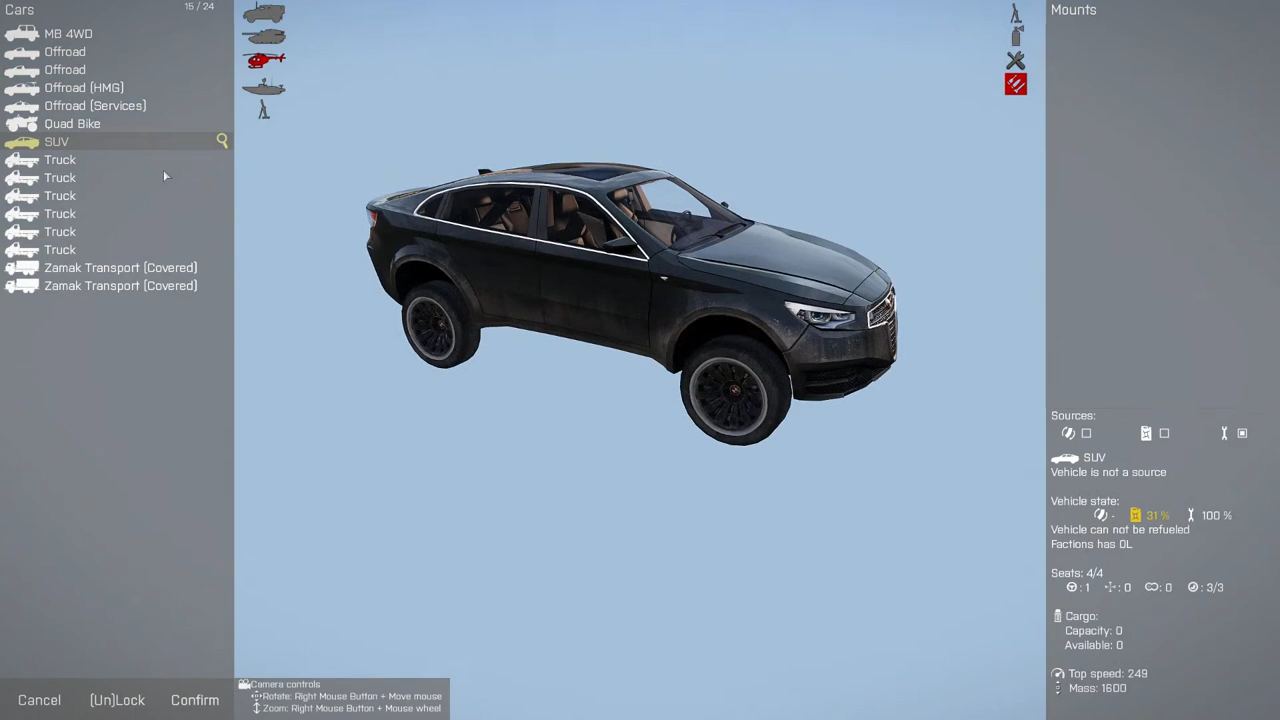 Cars
15 / 24
MB 4WD
Offroad
Offroad
Offroad (HMG)
Offroad (Services)
Quad Bike
SUV
Truck
Truck
Truck
Truck
Truck
Truck
Zamak Transport (Covered)
Zamak Transport (Covered)
Cancel
(Un)Lock
Confirm
Camera controls
Rotate: Right Mouse Button + Move mouse
Zoom: Right Mouse Button + Mouse wheel
Mounts
Sources:
SUV
Vehicle is not a source
Vehicle state:
- 31 % 100 %
Vehicle can not be refueled
Factions has 0L
Seats: 4/4
: 1 : 0 : 0 : 3/3
Cargo:
Capacity: 0
Available: 0
Top speed: 249
Mass: 1600